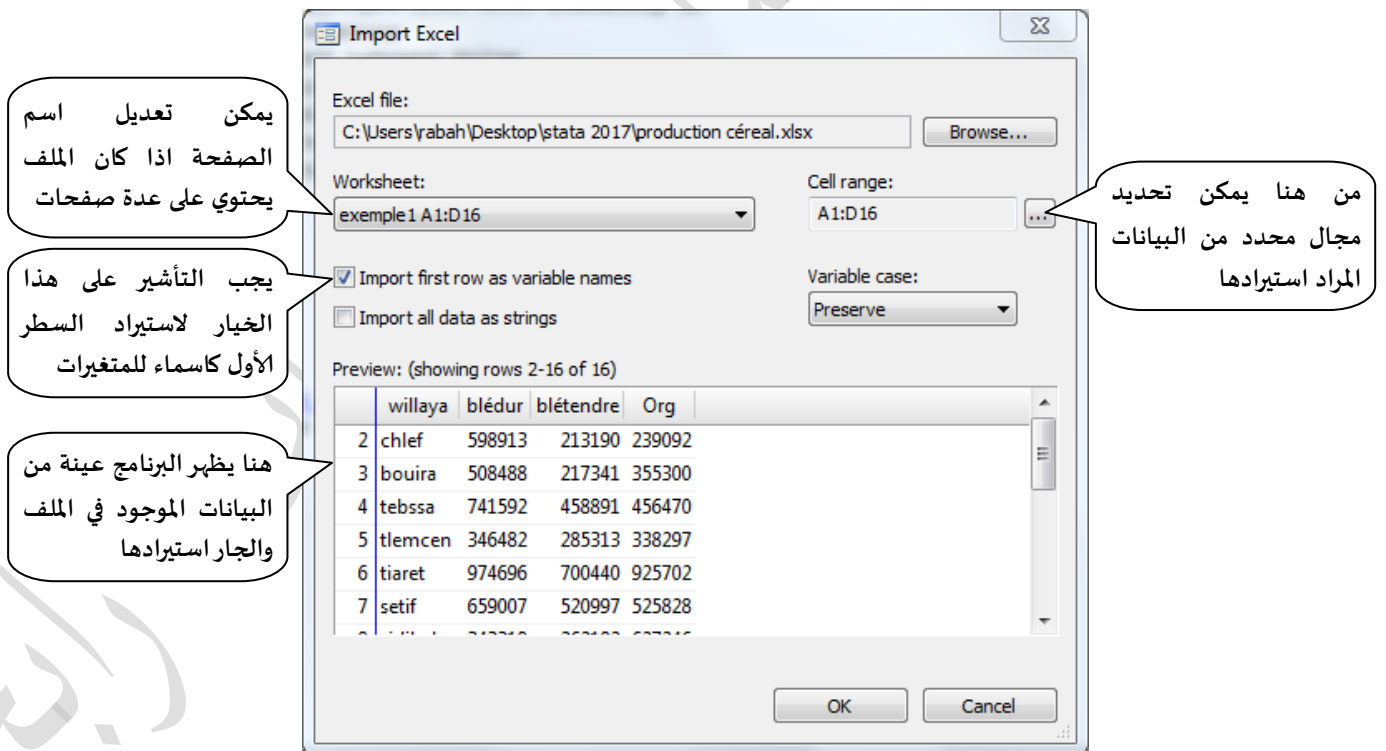 Import Excel
Excel file:
C:\Users\rabah\Desktop\stata 2017\production céreal.xlsx
Browse...
Worksheet:
Cell range:
exemple1 A1:D16
A1:D16
...
Import first row as variable names
Variable case:
Import all data as strings
Preserve
Preview: (showing rows 2-16 of 16)
willaya blédur blétendre Org
2 chlef 598913 213190 239092
3 bouira 508488 217341 355300
4 tebssa 741592 458891 456470
5 tlemcen 346482 285313 338297
6 tiaret 974696 700440 925702
7 setif 659007 520997 525828
OK
Cancel
يمكن تعديل اسم
الصفحة اذا كان الملف
يحتوي على عدة صفحات
يجب التأشير على هذا
الخيار لاستيراد السطر
الأول كاسماء للمتغيرات
هنا يظهر البرنامج عينة من
البيانات الموجود في الملف
والجار استيرادها
من هنا يمكن تحديد
مجال محدد من البيانات
المراد استيرادها